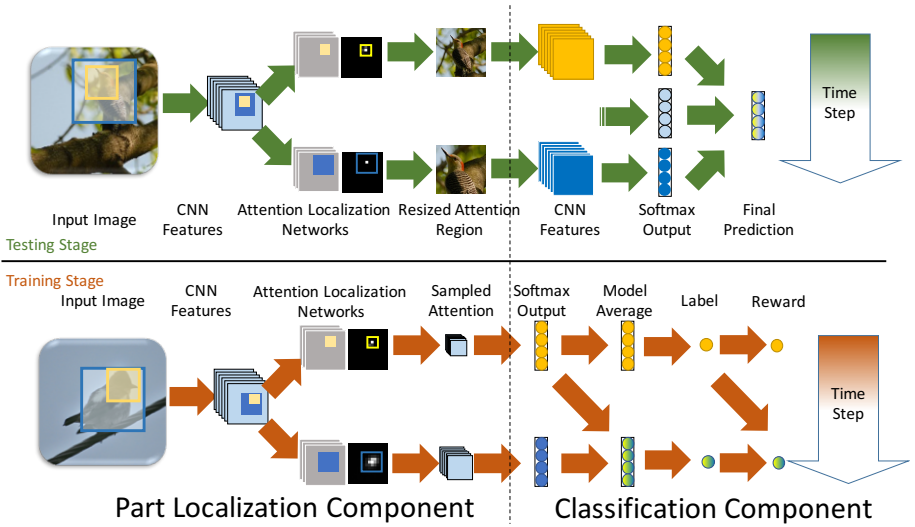 Time
Step
Input Image
CNN
Features
Attention Localization
Networks
Resized Attention
Region
CNN
Features
Softmax
Output
Final
Prediction
Testing Stage
Training Stage
Input Image
CNN
Features
Attention Localization
Networks
Sampled
Attention
Softmax
Output
Model
Average
Label
Reward
Time
Step
Part Localization Component
Classification Component